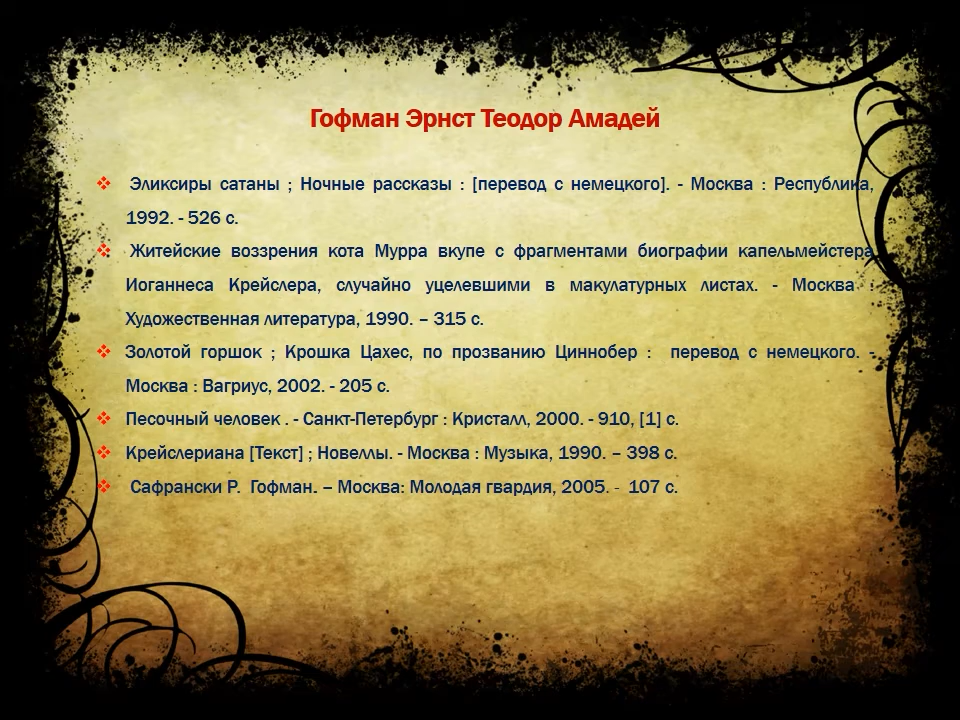 Гофман Эрнст Теодор Амадей
❖ Эликсиры сатаны ; Ночные рассказы : [перевод с немецкого]. - Москва : Республика,
1992. - 526 с.
❖ Житейские воззрения кота Мурра вкупе с фрагментами биографии капельмейстера
Иоганнеса Крейслера, случайно уцелевшими в макулатурных листах. - Москва :
Художественная литература, 1990. – 315 с.
❖ Золотой горшок ; Крошка Цахес, по прозванию Циннобер : перевод с немецкого. -
Москва : Вагриус, 2002. - 205 с.
❖ Песочный человек . - Санкт-Петербург : Кристалл, 2000. - 910, [1] с.
❖ Крейслериана [Текст] ; Новеллы. - Москва : Музыка, 1990. – 398 с.
❖ Сафрански Р. Гофман. – Москва: Молодая гвардия, 2005. - 107 с.